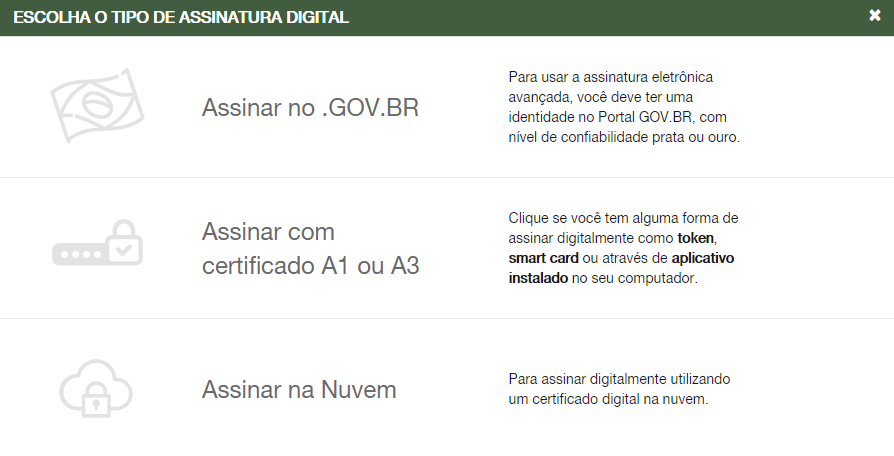 ESCOLHA O TIPO DE ASSINATURA DIGITAL
Assinar no .GOV.BR
Para usar a assinatura eletrônica
avançada, você deve ter uma
identidade no Portal GOV.BR, com
nível de confiabilidade prata ou ouro.
Assinar com
certificado A1 ou A3
Clique se você tem alguma forma de
assinar digitalmente como token,
smart card ou através de aplicativo
instalado no seu computador.
Assinar na Nuvem
Para assinar digitalmente utilizando
um certificado digital na nuvem.